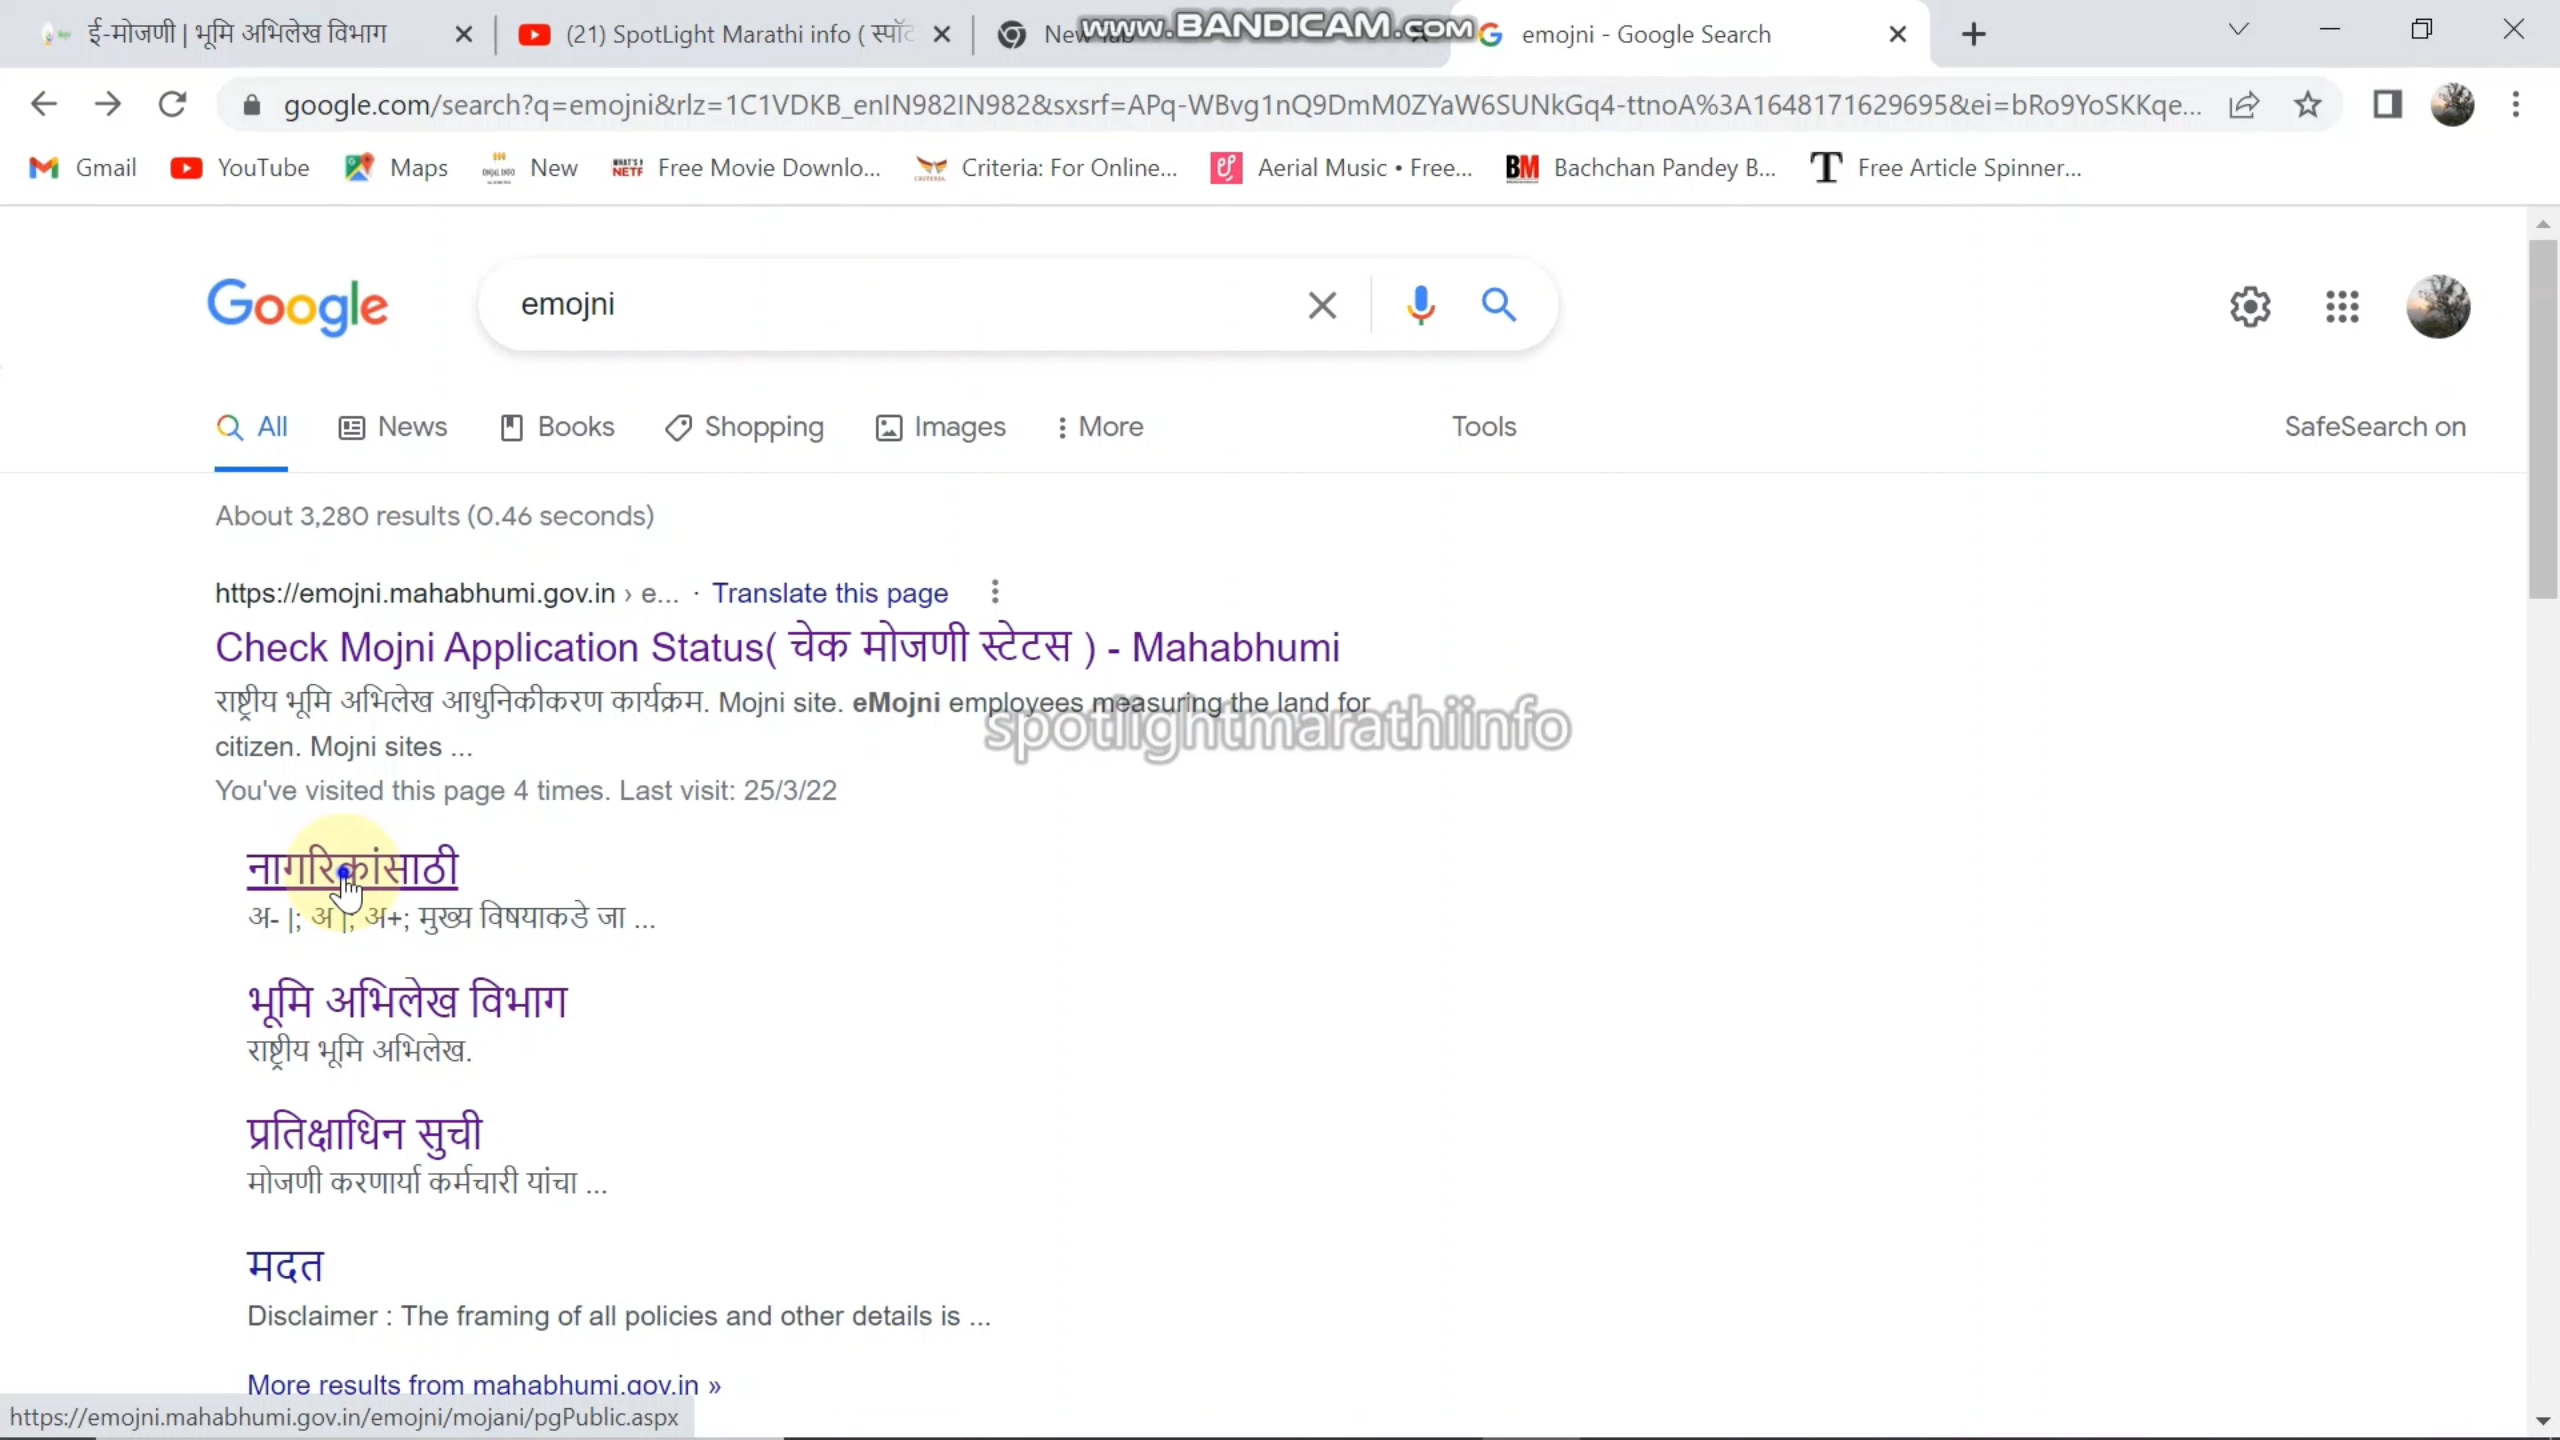 ई-मोजणी | भूमि अभिलेख विभाग
(21) SpotLight Marathi info (
New Tab
www.BANDICAM.com
emojni - Google Search
google.com/search?q=emojni&rlz=1C1VDKB_enIN982IN982&sxsrf=APq-WBvg1nQ9DmM0ZYaW6SUNkGq4-ttnoA%3A1648171629695&ei=bRo9YoSKKqe...
Gmail
YouTube
Maps
New
Free Movie Downlo...
Criteria: For Online...
Aerial Music • Free...
Bachchan Pandey B...
Free Article Spinner...
Google
emojni
All
News
Books
Shopping
Images
More
Tools
SafeSearch on
About 3,280 results (0.46 seconds)
https://emojni.mahabhumi.gov.in › e... · Translate this page
Check Mojni Application Status( चेक मोजणी स्टेटस ) - Mahabhumi
राष्ट्रीय भूमि अभिलेख आधुनिकीकरण कार्यक्रम. Mojni site. eMojni employees measuring the land for
citizen. Mojni sites ...
spotlightmarathiinfo
You've visited this page 4 times. Last visit: 25/3/22
नागरिकांसाठी
अ- |; अ |; अ+; मुख्य विषयाकडे जा ...
भूमि अभिलेख विभाग
राष्ट्रीय भूमि अभिलेख.
प्रतिक्षाधिन सुची
मोजणी करणार्या कर्मचारी यांचा ...
मदत
Disclaimer : The framing of all policies and other details is ...
More results from mahabhumi.gov.in »
https://emojni.mahabhumi.gov.in/emojni/mojani/pgPublic.aspx